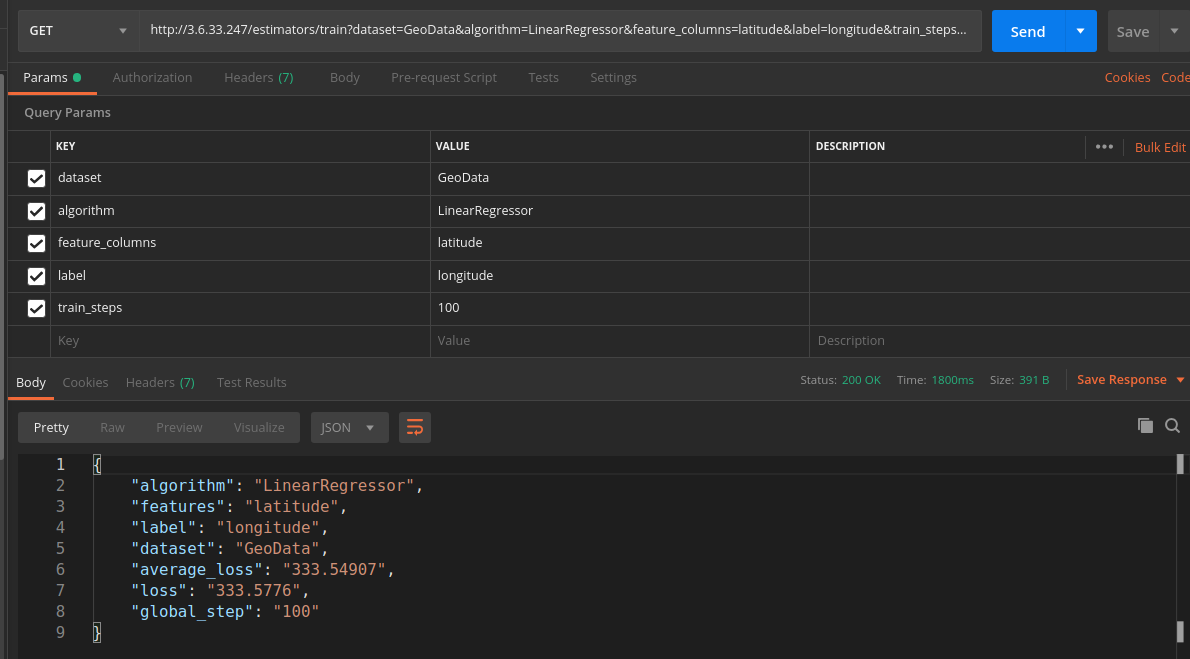 GET http://3.6.33.247/estimators/train?dataset=GeoData&algorithm=LinearRegressor&feature_columns=latitude&label=longitude&train_steps... Send Save
Params Authorization Headers (7) Body Pre-request Script Tests Settings Cookies Code
Query Params
KEY VALUE DESCRIPTION ••• Bulk Edit
dataset GeoData
algorithm LinearRegressor
feature_columns latitude
label longitude
train_steps 100
Key Value Description
Body Cookies Headers (7) Test Results Status: 200 OK Time: 1800ms Size: 391 B Save Response
Pretty Raw Preview Visualize JSON
1 {
2 "algorithm": "LinearRegressor",
3 "features": "latitude",
4 "label": "longitude",
5 "dataset": "GeoData",
6 "average_loss": "333.54907",
7 "loss": "333.5776",
8 "global_step": "100"
9 }